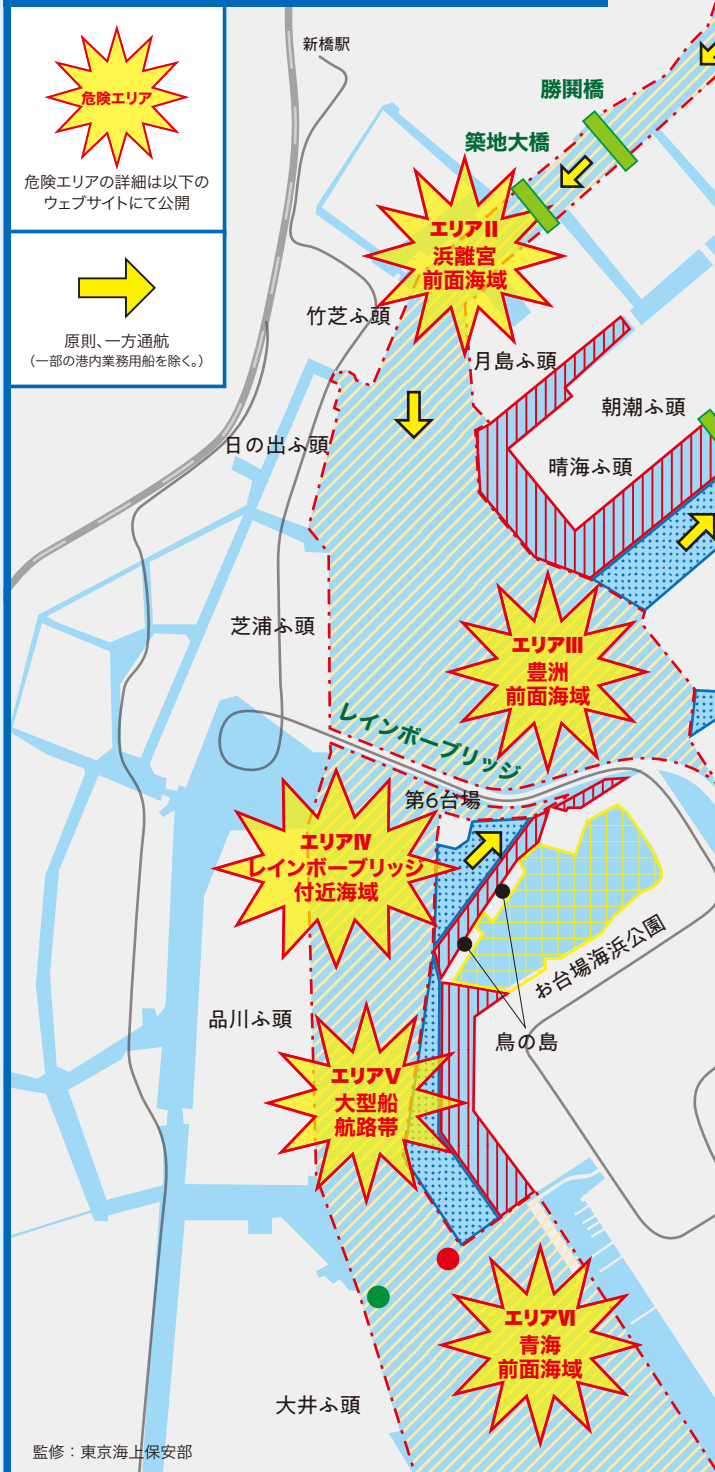 危険エリア
危険エリアの詳細は以下の
ウェブサイトにて公開
原則、一方通航
(一部の港内業務用船を除く。)
新橋駅
勝鬨橋
築地大橋
エリアⅡ
浜離宮
前面海域
竹芝ふ頭
月島ふ頭
朝潮ふ頭
日の出ふ頭
晴海ふ頭
芝浦ふ頭
エリアⅢ
豊洲
前面海域
レインボーブリッジ
第6台場
エリアⅣ
レインボーブリッジ
付近海域
お台場海浜公園
品川ふ頭
鳥の島
エリアⅤ
大型船
航路帯
エリアⅥ
青海
前面海域
大井ふ頭
監修：東京海上保安部